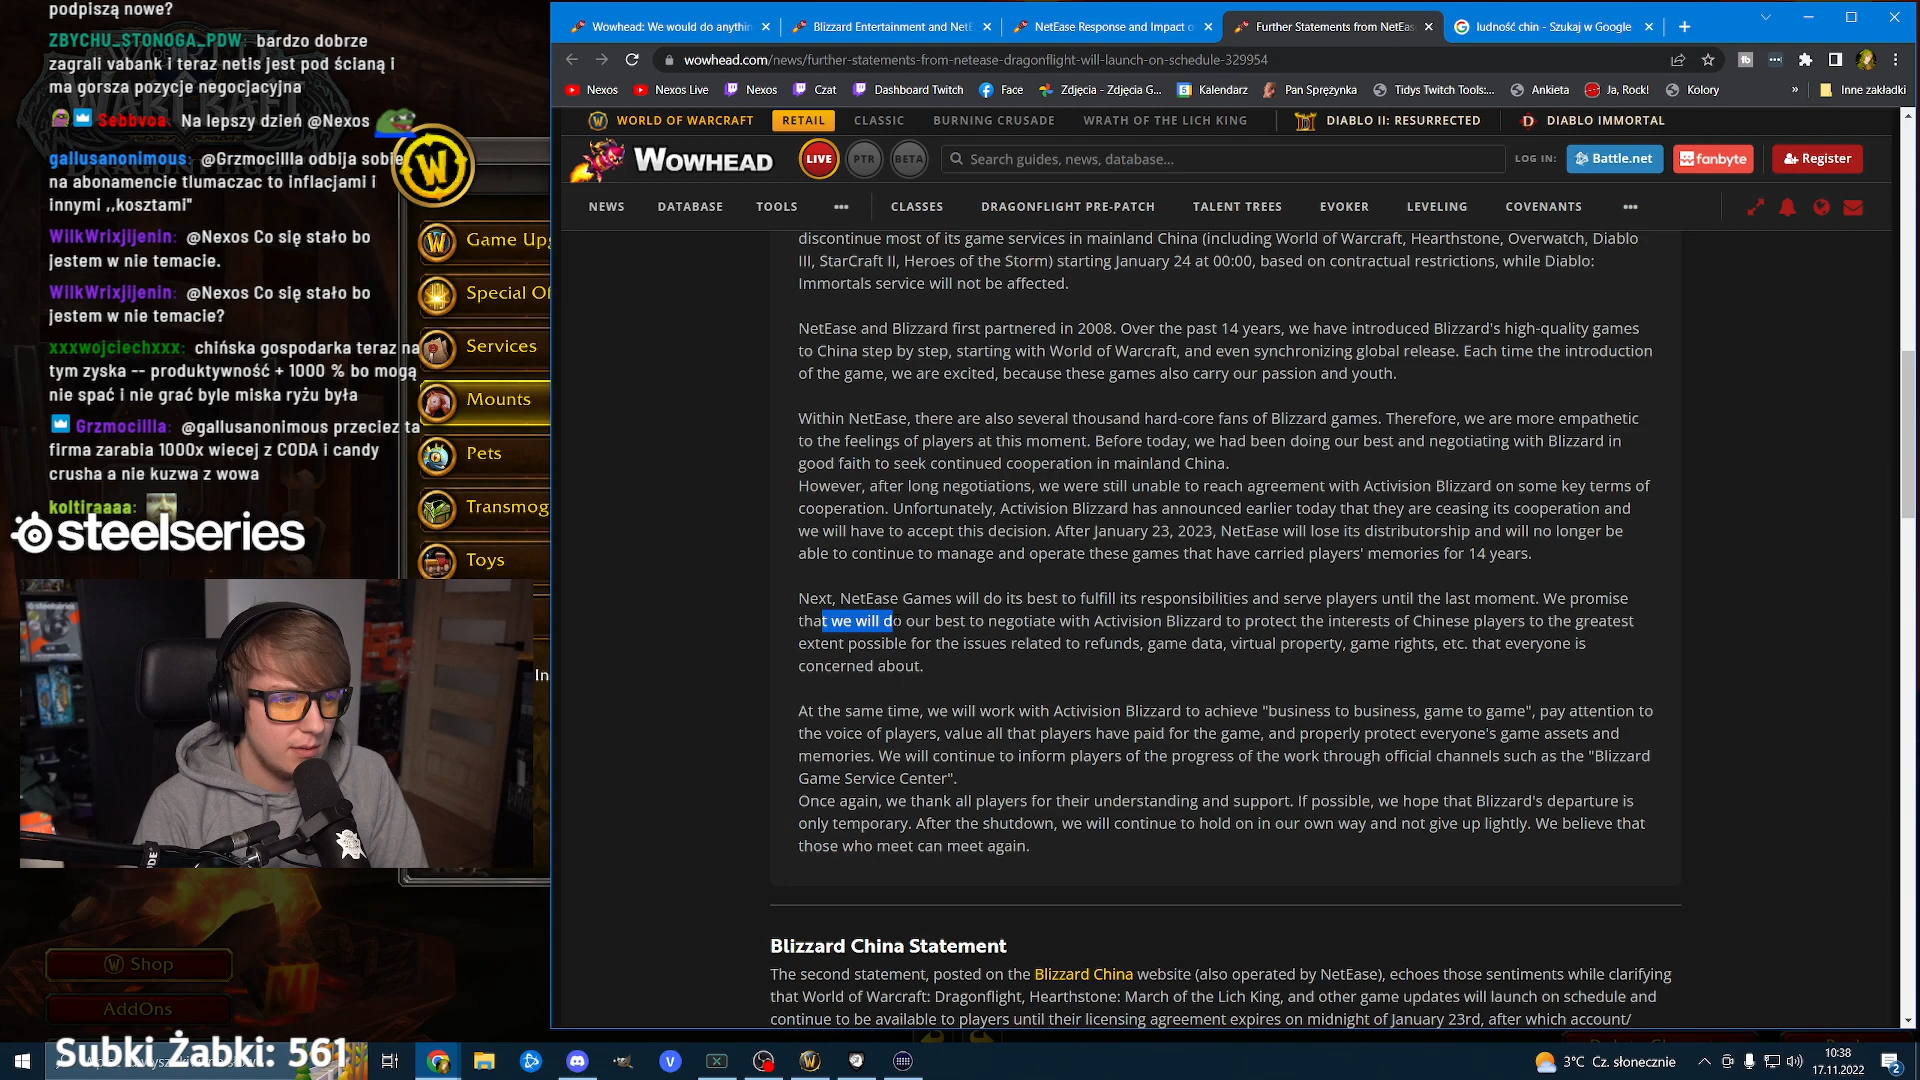 podpiszą nowe?
ZBYCHU_STONOGA_PDW: bardzo dobrze
zagrali vabank i teraz netis jest pod ścianą i
ma gorsza pozycje negocjacyjna
Sebbvoa: Na lepszy dzień @Nexos
gallusanonimous: @Grzmocillla odbija sobie
na abonamencie tlumaczac to inflacjami i
innymi ,,kosztami"
WilkWrixjijenin: @Nexos Co się stało bo
jestem w nie temacie.
WilkWrixjijenin: @Nexos Co się stało bo
jestem w nie temacie?
xxxwojciechxxx: chińska gospodarka teraz na
tym zyska -- produktywność + 1000 % bo mogą
nie spać i nie grać byle miska ryżu była
Grzmocillla: @gallusanonimous przeciez ta
firma zarabia 1000x wiecej z CODA i candy
crusha a nie kuzwa z wowa
koltiraaaa:
steelseries
Game Upg
Special Of
Services
Mounts
Pets
Transmog
Toys
In
Shop
AddOns
Subki Żabki: 561
Wowhead: We would do anythin
Blizzard Entertainment and NetE
NetEase Response and Impact o
Further Statements from NetEas
ludność chin - Szukaj w Google
wowhead.com/news/further-statements-from-netease-dragonflight-will-launch-on-schedule-329954
Nexos
Nexos Live
Nexos
Czat
Dashboard Twitch
Face
Zdjęcia - Zdjęcia G...
Kalendarz
Pan Sprężynka
Tidys Twitch Tools:...
Ankieta
Ja, Rock!
Kolory
»
Inne zakładki
WORLD OF WARCRAFT
RETAIL
CLASSIC
BURNING CRUSADE
WRATH OF THE LICH KING
DIABLO II: RESURRECTED
DIABLO IMMORTAL
WOWHEAD
LIVE
PTR
BETA
Search guides, news, database...
LOG IN:
Battle.net
fanbyte
Register
NEWS
DATABASE
TOOLS
CLASSES
DRAGONFLIGHT PRE-PATCH
TALENT TREES
EVOKER
LEVELING
COVENANTS
discontinue most of its game services in mainland China (including World of Warcraft, Hearthstone, Overwatch, Diablo
III, StarCraft II, Heroes of the Storm) starting January 24 at 00:00, based on contractual restrictions, while Diablo:
Immortals service will not be affected.
NetEase and Blizzard first partnered in 2008. Over the past 14 years, we have introduced Blizzard's high-quality games
to China step by step, starting with World of Warcraft, and even synchronizing global release. Each time the introduction
of the game, we are excited, because these games also carry our passion and youth.
Within NetEase, there are also several thousand hard-core fans of Blizzard games. Therefore, we are more empathetic
to the feelings of players at this moment. Before today, we had been doing our best and negotiating with Blizzard in
good faith to seek continued cooperation in mainland China.
However, after long negotiations, we were still unable to reach agreement with Activision Blizzard on some key terms of
cooperation. Unfortunately, Activision Blizzard has announced earlier today that they are ceasing its cooperation and
we will have to accept this decision. After January 23, 2023, NetEase will lose its distributorship and will no longer be
able to continue to manage and operate these games that have carried players' memories for 14 years.
Next, NetEase Games will do its best to fulfill its responsibilities and serve players until the last moment. We promise
that we will do our best to negotiate with Activision Blizzard to protect the interests of Chinese players to the greatest
extent possible for the issues related to refunds, game data, virtual property, game rights, etc. that everyone is
concerned about.
At the same time, we will work with Activision Blizzard to achieve "business to business, game to game", pay attention to
the voice of players, value all that players have paid for the game, and properly protect everyone's game assets and
memories. We will continue to inform players of the progress of the work through official channels such as the "Blizzard
Game Service Center".
Once again, we thank all players for their understanding and support. If possible, we hope that Blizzard's departure is
only temporary. After the shutdown, we will continue to hold on in our own way and not give up lightly. We believe that
those who meet can meet again.
Blizzard China Statement
The second statement, posted on the Blizzard China website (also operated by NetEase), echoes those sentiments while clarifying
that World of Warcraft: Dragonflight, Hearthstone: March of the Lich King, and other game updates will launch on schedule and
continue to be available to players until their licensing agreement expires on midnight of January 23rd, after which account/
3°C Cz. słonecznie
10:38
17.11.2022
2